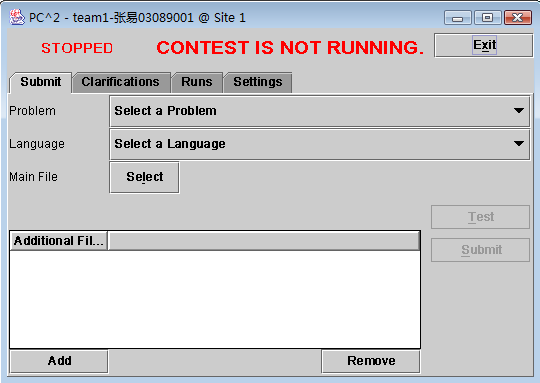 PC^2 - team1-张易03089001 @ Site 1
STOPPED CONTEST IS NOT RUNNING. Exit
Submit Clarifications Runs Settings
Problem Select a Problem
Language Select a Language
Main File Select
Test
Additional Fil...
Submit
Add Remove